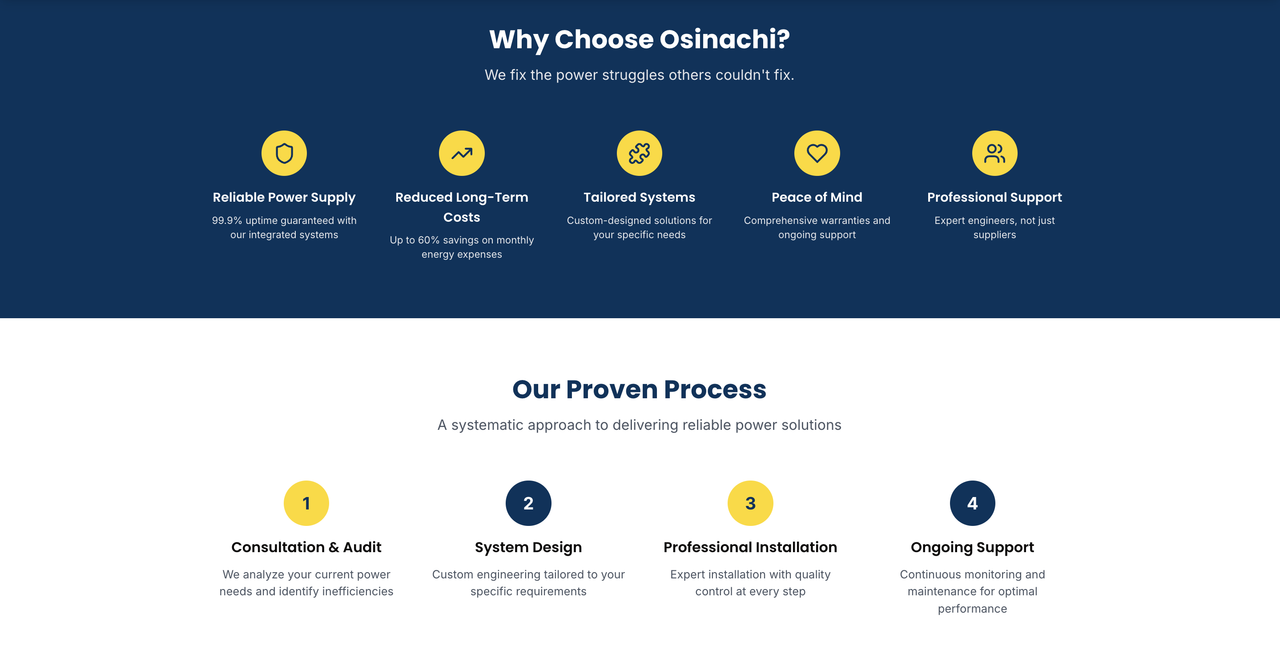 Why Choose Osinachi?
We fix the power struggles others couldn't fix.
Reliable Power Supply
99.9% uptime guaranteed with
our integrated systems
Reduced Long-Term
Costs
Up to 60% savings on monthly
energy expenses
Tailored Systems
Custom-designed solutions for
your specific needs
Peace of Mind
Comprehensive warranties and
ongoing support
Professional Support
Expert engineers, not just
suppliers
Our Proven Process
A systematic approach to delivering reliable power solutions
1
Consultation & Audit
We analyze your current power
needs and identify inefficiencies
2
System Design
Custom engineering tailored to your
specific requirements
3
Professional Installation
Expert installation with quality
control at every step
4
Ongoing Support
Continuous monitoring and
maintenance for optimal
performance